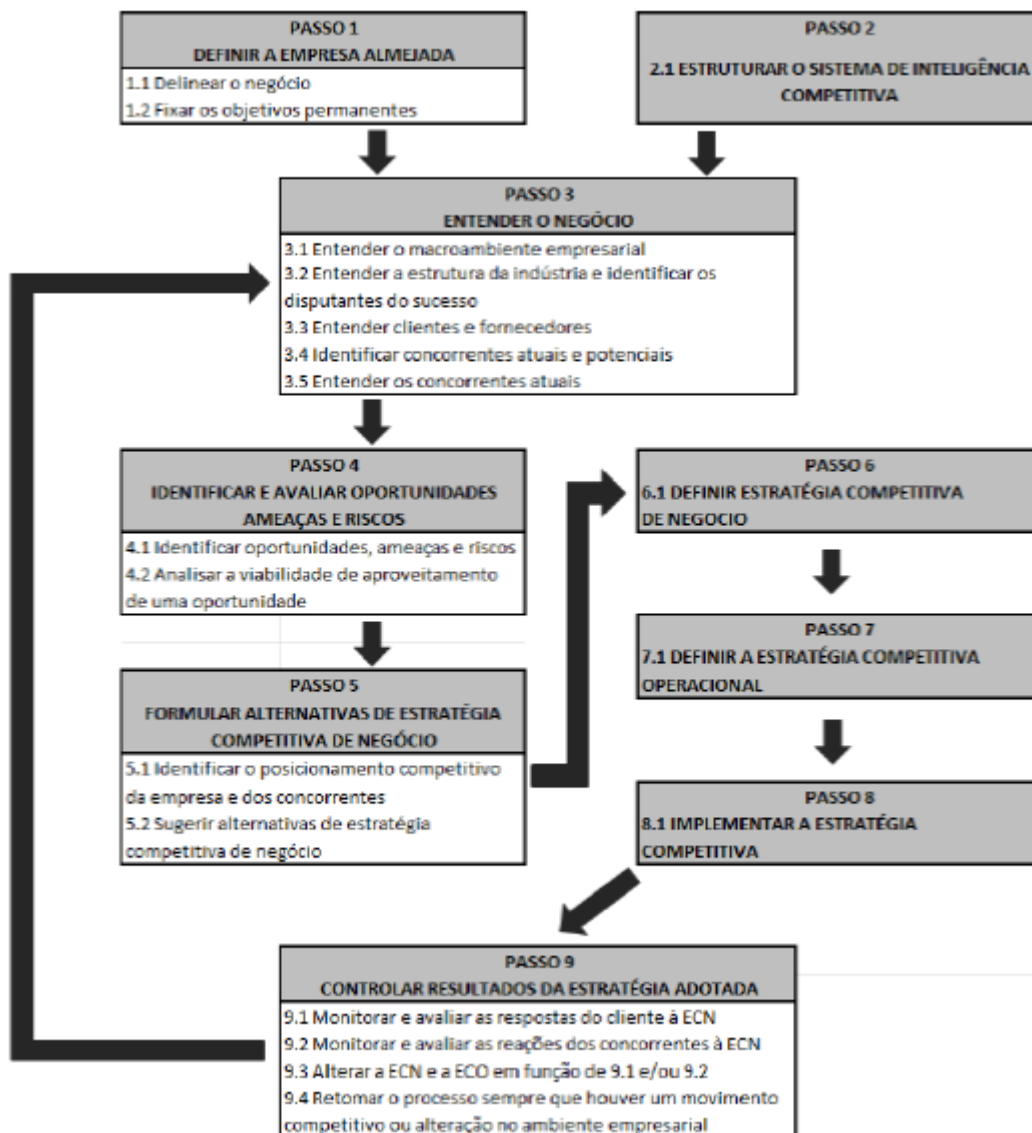 PASSO 1
DEFINIR A EMPRESA ALMEJADA
1.1 Delinear o negócio
1.2 Fixar os objetivos permanentes
PASSO 2
2.1 ESTRUTURAR O SISTEMA DE INTELIGÊNCIA
COMPETITIVA
PASSO 3
ENTENDER O NEGÓCIO
3.1 Entender o macroambiente empresarial
3.2 Entender a estrutura da indústria e identificar os
disputantes do sucesso
3.3 Entender clientes e fornecedores
3.4 Identificar concorrentes atuais e potenciais
3.5 Entender os concorrentes atuais
PASSO 4
IDENTIFICAR E AVALIAR OPORTUNIDADES
AMEAÇAS E RISCOS
4.1 Identificar oportunidades, ameaças e riscos
4.2 Analisar a viabilidade de aproveitamento
de uma oportunidade
PASSO 5
FORMULAR ALTERNATIVAS DE ESTRATÉGIA
COMPETITIVA DE NEGÓCIO
5.1 Identificar o posicionamento competitivo
da empresa e dos concorrentes
5.2 Sugerir alternativas de estratégia
competitiva de negócio
PASSO 6
6.1 DEFINIR ESTRATÉGIA COMPETITIVA
DE NEGOCIO
PASSO 7
7.1 DEFINIR A ESTRATÉGIA COMPETITIVA
OPERACIONAL
PASSO 8
8.1 IMPLEMENTAR A ESTRATÉGIA
COMPETITIVA
PASSO 9
CONTROLAR RESULTADOS DA ESTRATÉGIA ADOTADA
9.1 Monitorar e avaliar as respostas do cliente à ECN
9.2 Monitorar e avaliar as reações dos concorrentes à ECN
9.3 Alterar a ECN e a ECO em função de 9.1 e/ou 9.2
9.4 Retomar o processo sempre que houver um movimento
competitivo ou alteração no ambiente empresarial